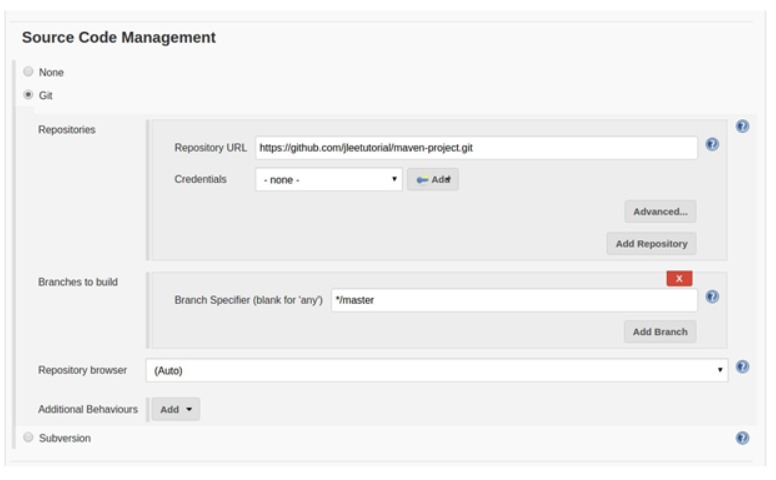 Source Code Management
None
Git
Repositories
Repository URL https://github.com/jleetutorial/maven-project.git
Credentials - none - Add
Advanced...
Add Repository
Branches to build
X
Branch Specifier (blank for 'any') */master
Add Branch
Repository browser (Auto)
Additional Behaviours Add
Subversion